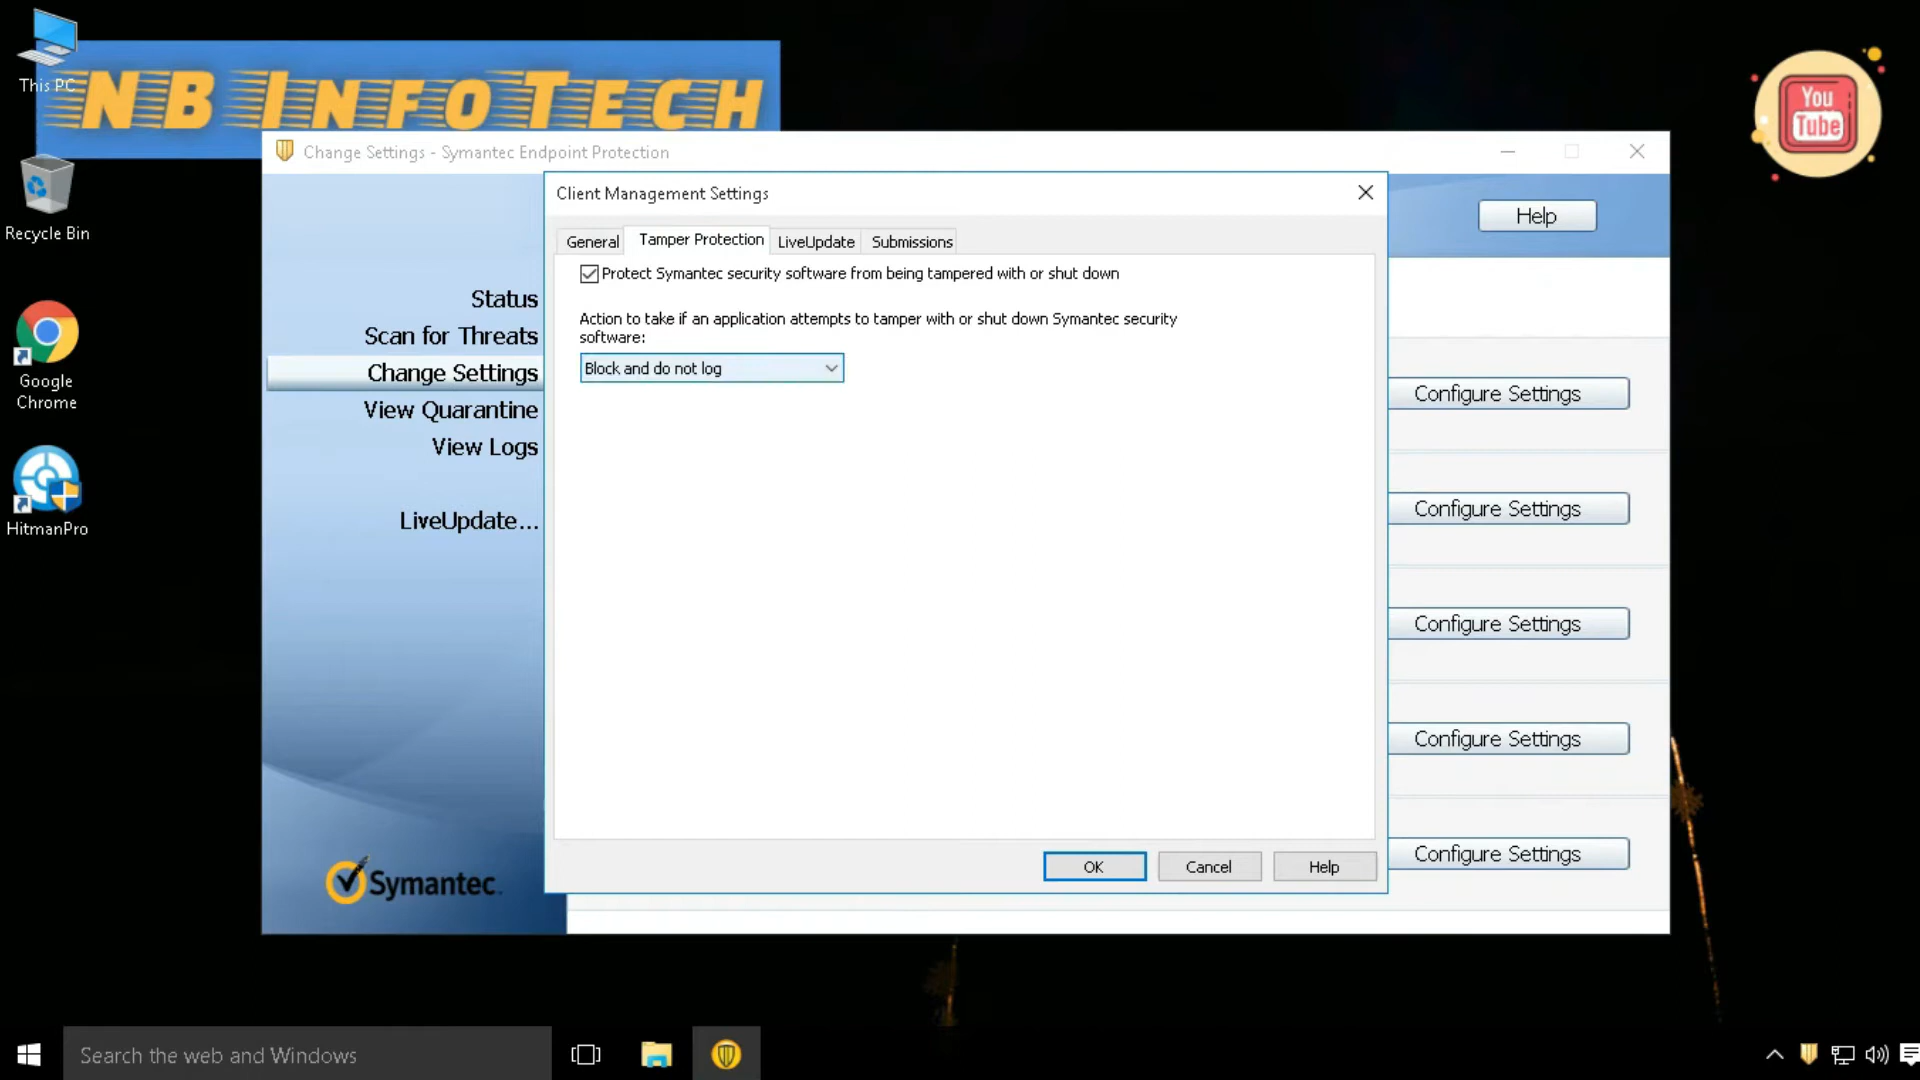 This PC
NB InfoTech
You
Tube
Recycle Bin
Google
Chrome
HitmanPro
Change Settings - Symantec Endpoint Protection
Help
Status
Scan for Threats
Change Settings
View Quarantine
View Logs
LiveUpdate...
Symantec.
Client Management Settings
General
Tamper Protection
LiveUpdate
Submissions
Protect Symantec security software from being tampered with or shut down
Action to take if an application attempts to tamper with or shut down Symantec security
software:
Block and do not log
OK
Cancel
Help
Configure Settings
Configure Settings
Configure Settings
Configure Settings
Configure Settings
Search the web and Windows